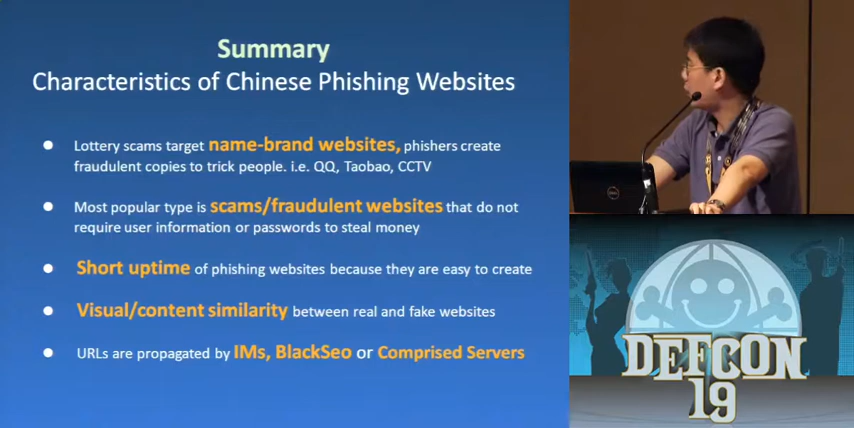 Summary
Characteristics of Chinese Phishing Websites
Lottery scams target name-brand websites, phishers create
fraudulent copies to trick people. i.e. QQ, Taobao, CCTV
Most popular type is scams/fraudulent websites that do not
require user information or passwords to steal money
Short uptime of phishing websites because they are easy to create
Visual/content similarity between real and fake websites
URLs are propagated by IMs, BlackSeo or Comprised Servers
DELL
DEFCON
19